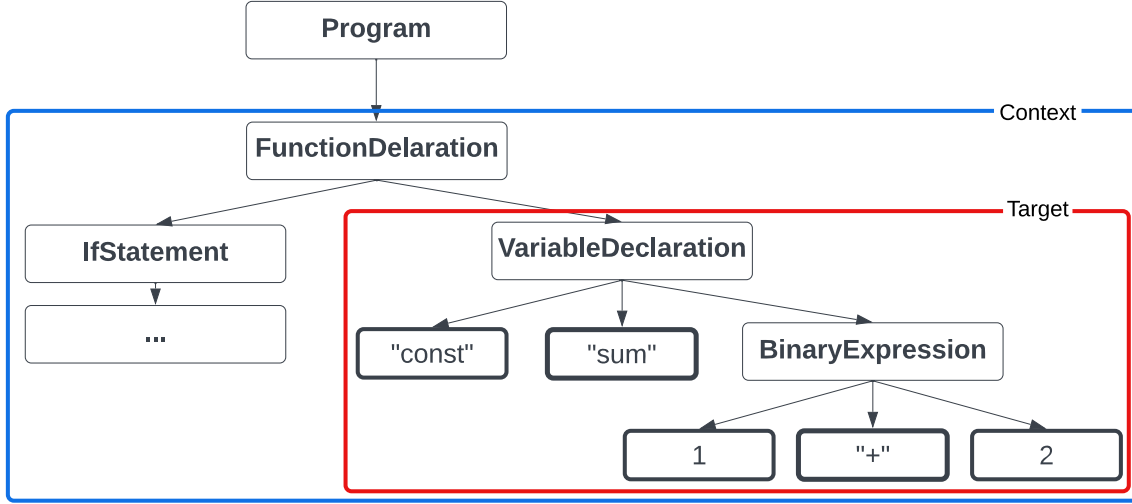 Program
Context
FunctionDelaration
Target
IfStatement
VariableDeclaration
...
"const"
"sum"
BinaryExpression
1
"+"
2